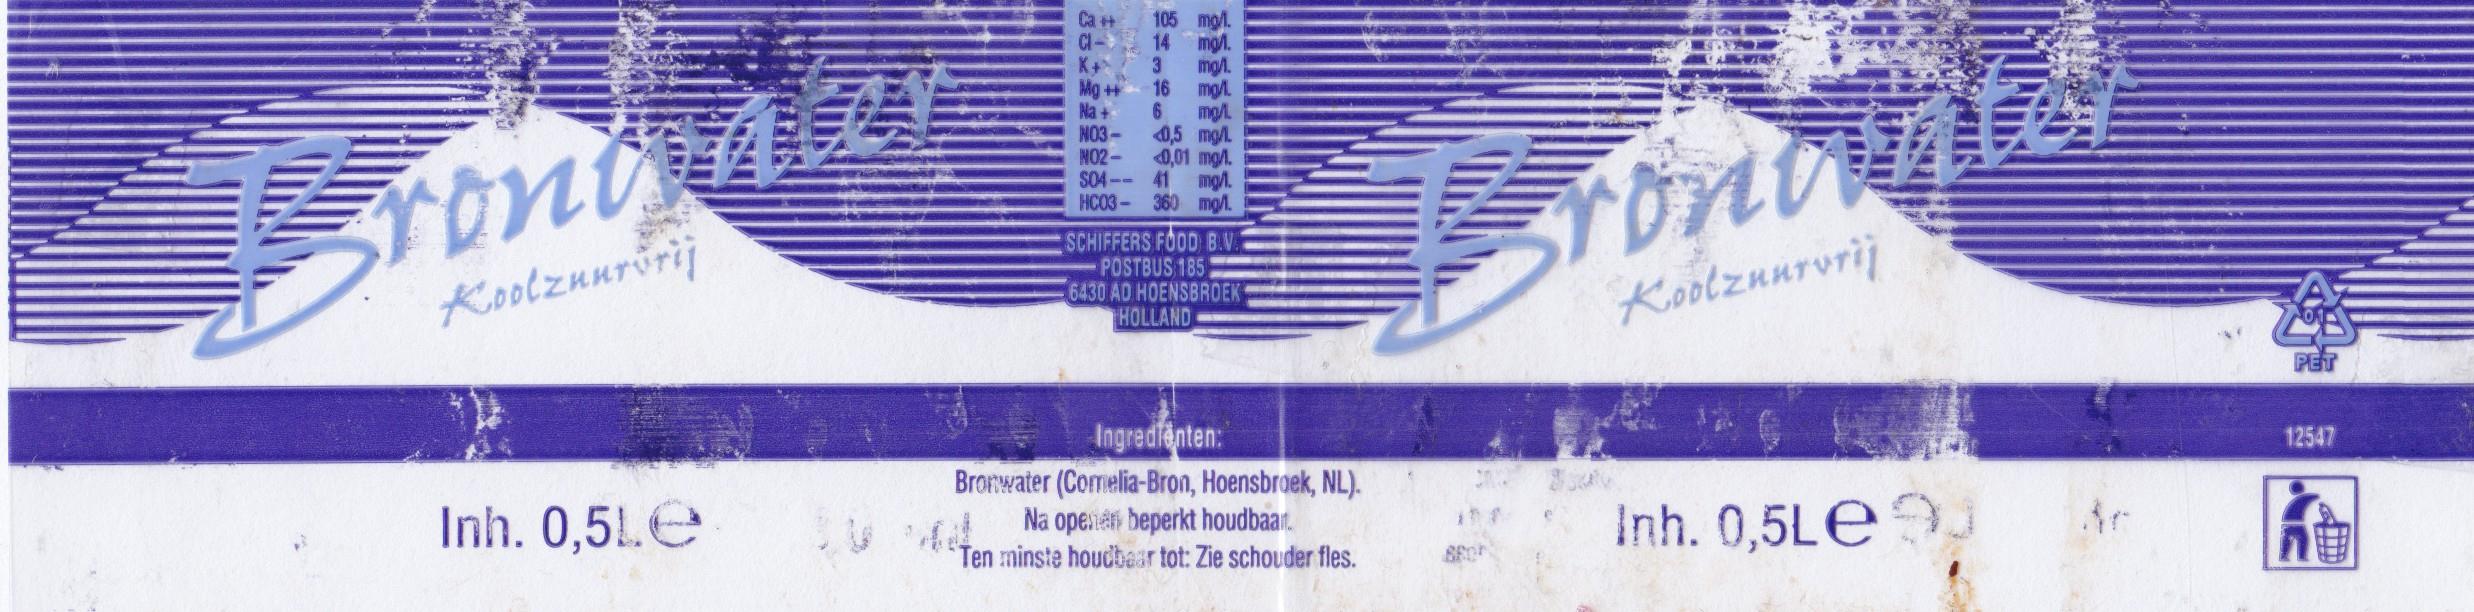 Bronwater
Koolzuurvrij
Inh. 0,5L e
Ca ++ 105 mg/l.
Cl - 14 mg/l.
K + 3 mg/l.
Mg ++ 16 mg/l.
Na + 6 mg/l.
NO3 - <0,5 mg/l.
NO2 - <0,01 mg/l.
SO4 -- 41 mg/l.
HCO3 - 360 mg/l.
SCHIFFERS FOOD B.V.
POSTBUS 185
6430 AD HOENSBROEK
HOLLAND
Ingrediënten:
Bronwater (Cornelia-Bron, Hoensbroek, NL).
Na openen beperkt houdbaar.
Ten minste houdbaar tot: Zie schouder fles.
Bronwater
Koolzuurvrij
Inh. 0,5L e
01
PET
12547